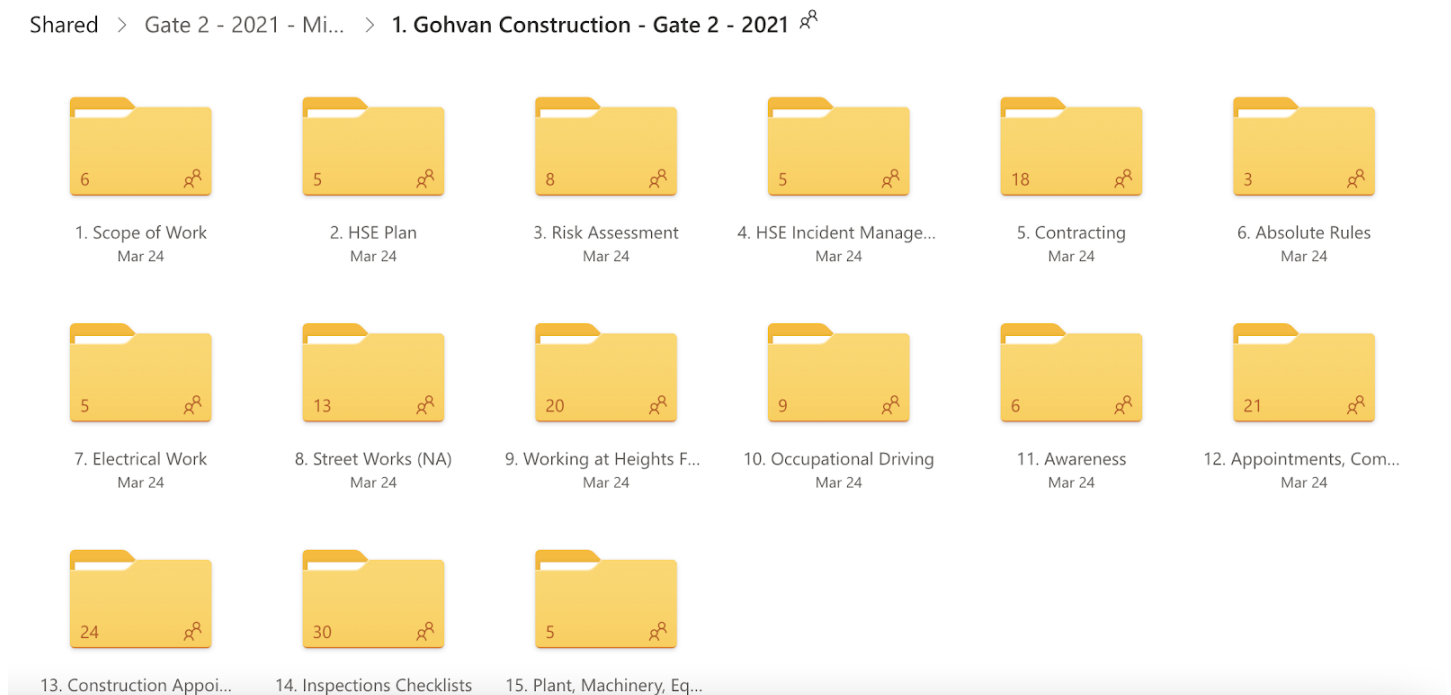 Shared > Gate 2 - 2021 - Mi... > 1. Gohvan Construction - Gate 2 - 2021
6 5 8 5 18 3
1. Scope of Work 2. HSE Plan 3. Risk Assessment 4. HSE Incident Manage... 5. Contracting 6. Absolute Rules
Mar 24 Mar 24 Mar 24 Mar 24 Mar 24 Mar 24
5 13 20 9 6 21
7. Electrical Work 8. Street Works (NA) 9. Working at Heights F... 10. Occupational Driving 11. Awareness 12. Appointments, Com...
Mar 24 Mar 24 Mar 24 Mar 24 Mar 24 Mar 24
24 30 5
13. Construction Appoi... 14. Inspections Checklists 15. Plant, Machinery, Eq...